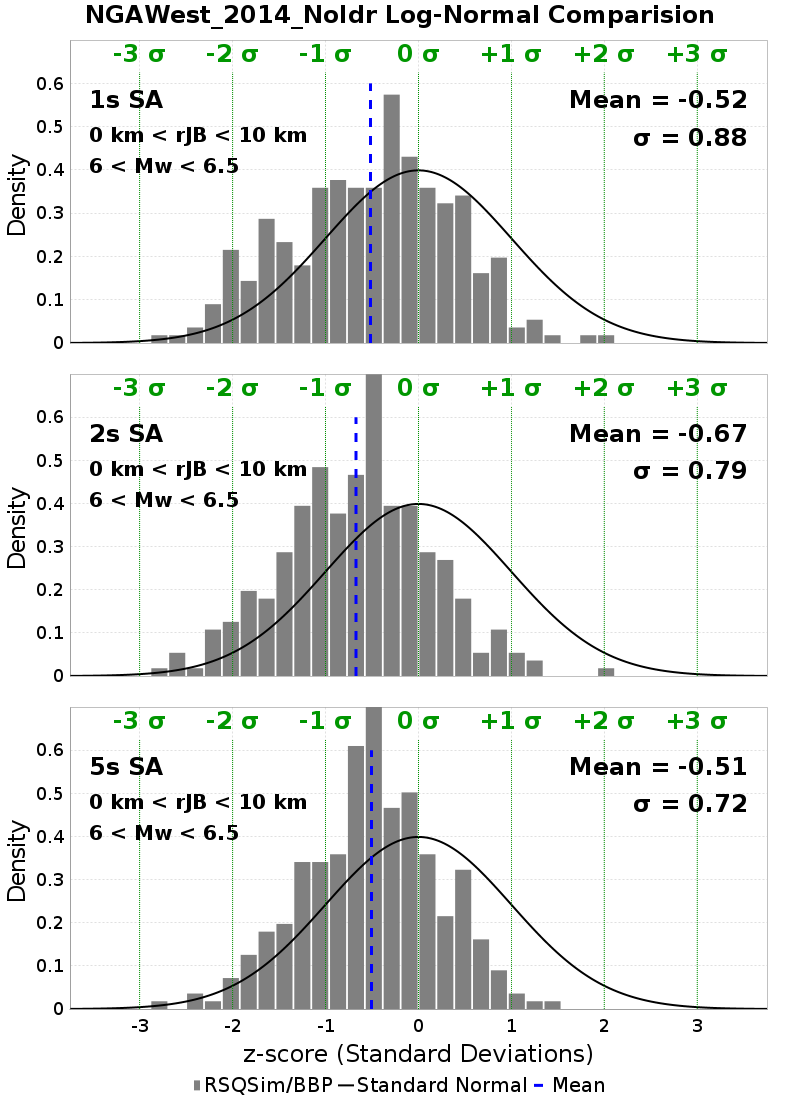 NGAWest_2014_NoIdr Log-Normal Comparision
-3 σ -2 σ -1 σ 0 σ +1 σ +2 σ +3 σ
0.6
1s SA Mean = -0.52
0.5
0 km < rJB < 10 km σ = 0.88
6 < Mw < 6.5
0.4
Density
0.3
0.2
0.1
0
-3 σ -2 σ -1 σ 0 σ +1 σ +2 σ +3 σ
0.6
2s SA Mean = -0.67
0.5
0 km < rJB < 10 km σ = 0.79
6 < Mw < 6.5
0.4
Density
0.3
0.2
0.1
0
-3 σ -2 σ -1 σ 0 σ +1 σ +2 σ +3 σ
0.6
5s SA Mean = -0.51
0.5
0 km < rJB < 10 km σ = 0.72
6 < Mw < 6.5
0.4
Density
0.3
0.2
0.1
0
-3 -2 -1 0 1 2 3
z-score (Standard Deviations)
RSQSim/BBP Standard Normal Mean